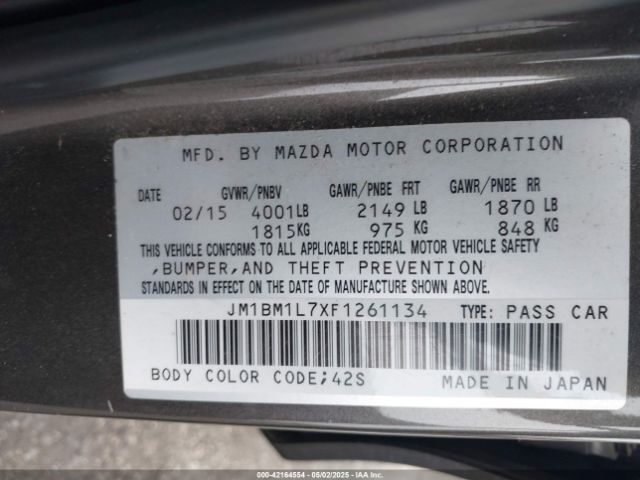 MFD. BY MAZDA MOTOR CORPORATION
DATE GVWR/PNBV GAWR/PNBE FRT GAWR/PNBE RR
02/15 4001LB 2149 LB 1870 LB
1815KG 975 KG 848 KG
THIS VEHICLE CONFORMS TO ALL APPLICABLE FEDERAL MOTOR VEHICLE SAFETY
,BUMPER,AND THEFT PREVENTION
STANDARDS IN EFFECT ON THE DATE OF MANUFACTURE SHOWN ABOVE.
JM1BM1L7XF1261134 TYPE: PASS CAR
BODY COLOR CODE;42S MADE IN JAPAN
000-42164554 - 05/02/2025 - IAAI